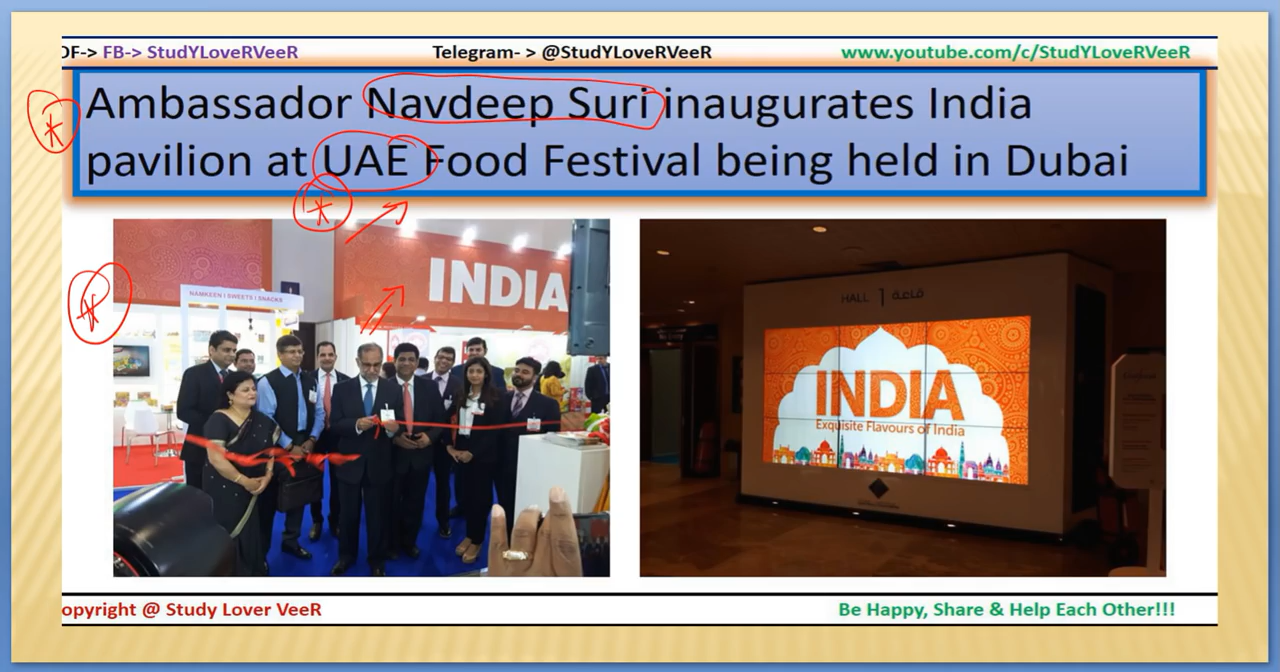 DF-> FB-> StudYLoveRVeeR Telegram- > @StudYLoveRVeeR www.youtube.com/c/StudYLoveRVeeR
Ambassador Navdeep Suri inaugurates India
pavilion at UAE Food Festival being held in Dubai
NAMKEEN | SWEETS | SNACKS
INDIA
HALL 1 قاعة
INDIA
Exquisite Flavours of India
opyright @ Study Lover VeeR Be Happy, Share & Help Each Other!!!